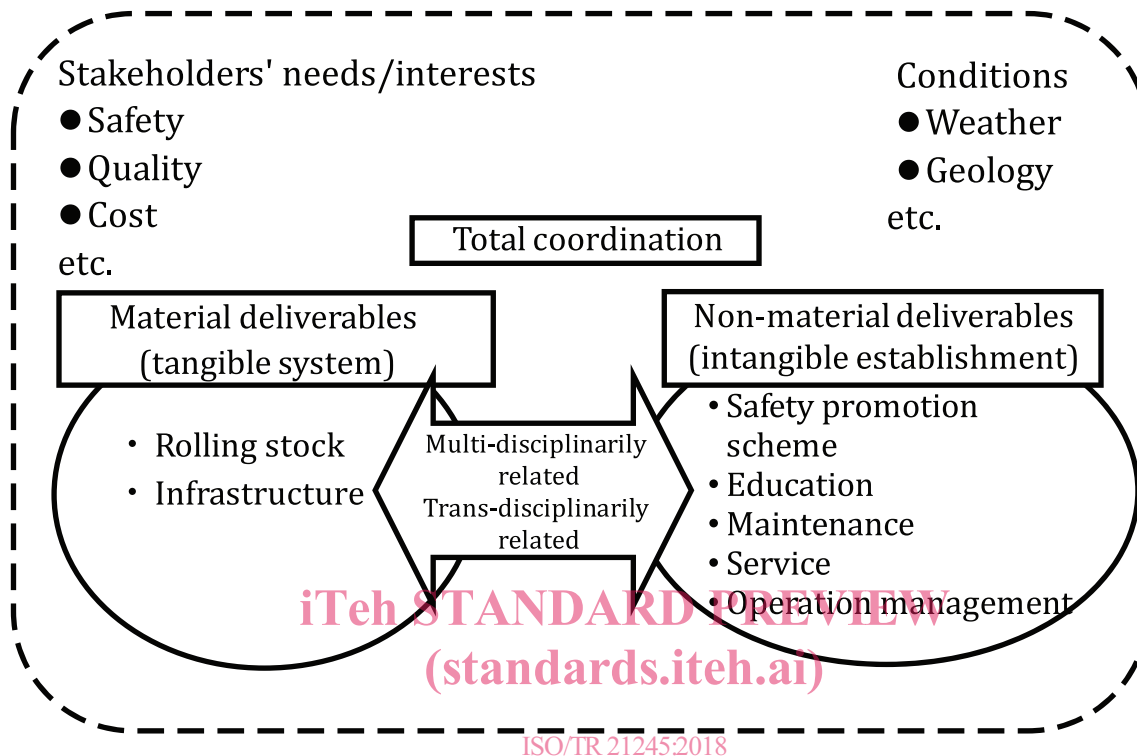 Stakeholders' needs/interests
● Safety
● Quality
● Cost
etc.
Conditions
● Weather
● Geology
etc.
Total coordination
Material deliverables
(tangible system)
Non-material deliverables
(intangible establishment)
・ Rolling stock
・ Infrastructure
Multi-disciplinarily
related
Trans-disciplinarily
related
• Safety promotion
scheme
• Education
• Maintenance
• Service
• Operation management
iTeh STANDARD PREVIEW
(standards.iteh.ai)
ISO/TR 21245:2018